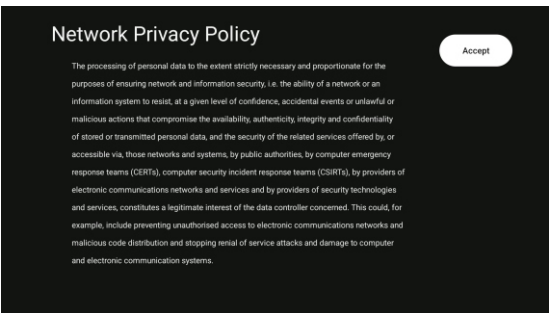 Network Privacy Policy
Accept
The processing of personal data to the extent strictly necessary and proportionate for the
purposes of ensuring network and information security, i.e. the ability of a network or an
information system to resist, at a given level of confidence, accidental events or unlawful or
malicious actions that compromise the availability, authenticity, integrity and confidentiality
of stored or transmitted personal data, and the security of the related services offered by, or
accessible via, those networks and systems, by public authorities, by computer emergency
response teams (CERTs), computer security incident response teams (CSIRTs), by providers of
electronic communications networks and services and by providers of security technologies
and services, constitutes a legitimate interest of the data controller concerned. This could, for
example, include preventing unauthorised access to electronic communications networks and
malicious code distribution and stopping renial of service attacks and damage to computer
and electronic communication systems.